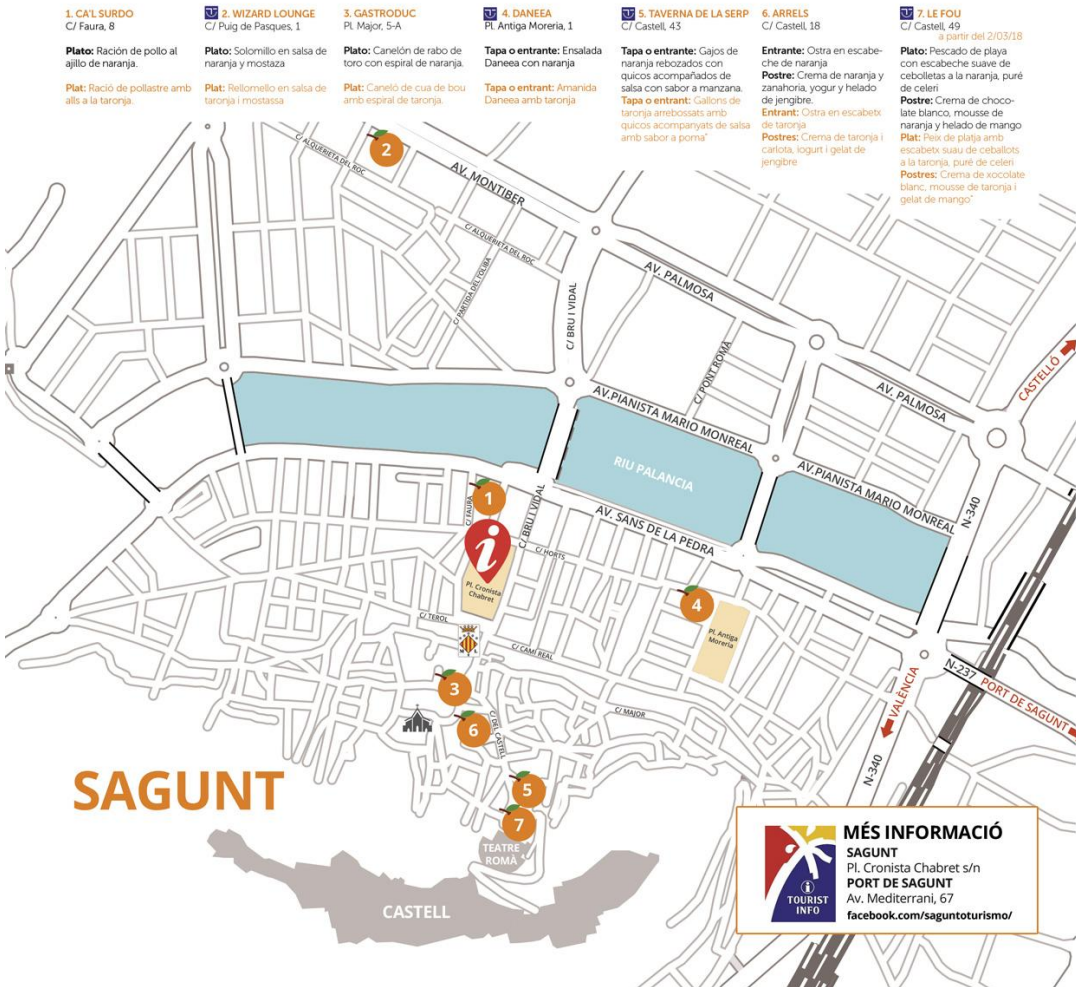 1. CA'L SURDO
C/ Faura, 8
Plato: Ración de pollo al
ajillo de naranja.
Plat: Ració de pollastre amb
alls a la taronja.
2. WIZARD LOUNGE
C/ Puig de Pasques, 1
Plato: Solomillo en salsa de
naranja y mostaza
Plat: Rellomello en salsa de
taronja i mostassa
3. GASTRODUC
Pl. Major, 5-A
Plato: Canelón de rabo de
toro con espiral de naranja.
Plat: Caneló de cua de bou
amb espiral de taronja.
4. DANEEA
Pl. Antiga Moreria, 1
Tapa o entrante: Ensalada
Daneea con naranja
Tapa o entrant: Amanida
Daneea amb taronja
5. TAVERNA DE LA SERP
C/ Castell, 43
Tapa o entrante: Gajos de
naranja rebozados con
quicos acompañados de
salsa con sabor a manzana.
Tapa o entrant: Gallons de
taronja arrebossats amb
quicos acompanyats de salsa
amb sabor a poma"
6. ARRELS
C/ Castell, 18
Entrante: Ostra en escabe-
che de naranja
Postre: Crema de naranja y
zanahoria, yogur y helado
de jengibre.
Entrant: Ostra en escabetx
de taronja
Postres: Crema de taronja i
carlota, iogurt i gelat de
jengibre
7. LE FOU
C/ Castell, 49
a partir del 2/03/18
Plato: Pescado de playa
con escabeche suave de
cebolletas a la naranja, puré
de celeri
Postre: Crema de choco-
late blanco, mousse de
naranja y helado de mango
Plat: Peix de platja amb
escabetx suau de ceballots
a la taronja, puré de celeri
Postres: Crema de xocolate
blanc, mousse de taronja i
gelat de mango"
2
C/ ALQUERIETA DEL ROC
AV. MONTIBER
C/ ALQUERIETA DEL ROC
C/ PARTIDA DEL TOLIBA
C/ BRU I VIDAL
AV. PALMOSA
C/ PONT ROMÀ
AV. PALMOSA
CASTELLÓ
AV.PIANISTA MARIO MONREAL
RIU PALANCIA
AV.PIANISTA MARIO MONREAL
N-340
1
C/ FAURA
C/ BRU I VIDAL
AV. SANS DE LA PEDRA
i
C/ HORTS
Pl. Cronista
Chabret
4
Pl. Antiga
Moreria
C/ TEROL
C/ CAMÍ REAL
N-237 PORT DE SAGUNT
VALÈNCIA
3
C/ MAJOR
6
C/ DEL CASTELL
N-340
SAGUNT
5
7
TEATRE
ROMÀ
CASTELL
i
TOURIST
INFO
MÉS INFORMACIÓ
SAGUNT
Pl. Cronista Chabret s/n
PORT DE SAGUNT
Av. Mediterrani, 67
facebook.com/saguntoturismo/